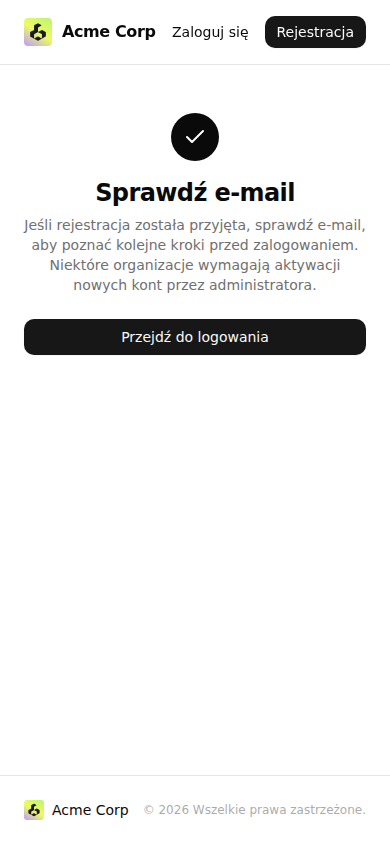 Acme Corp
Zaloguj się
Rejestracja
Sprawdź e-mail
Jeśli rejestracja została przyjęta, sprawdź e-mail,
aby poznać kolejne kroki przed zalogowaniem.
Niektóre organizacje wymagają aktywacji
nowych kont przez administratora.
Przejdź do logowania
Acme Corp
© 2026 Wszelkie prawa zastrzeżone.